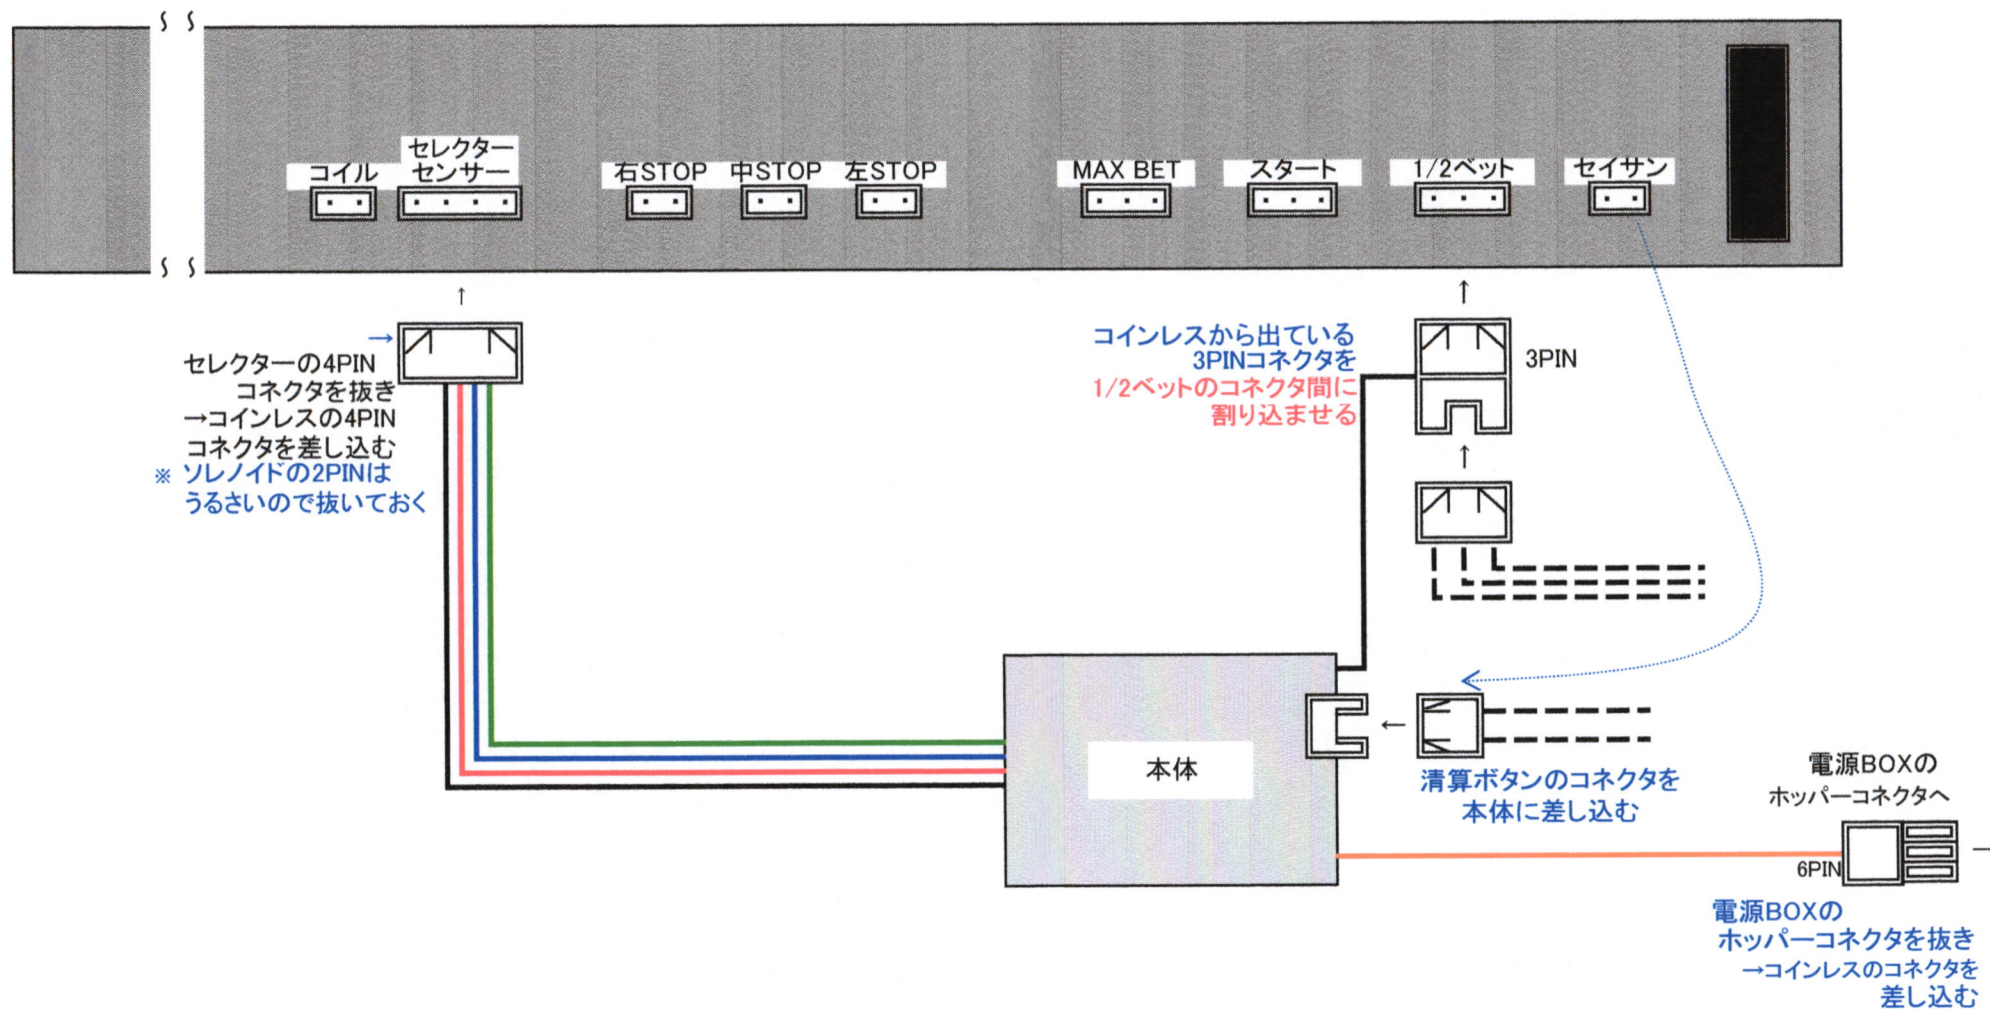 コイル
セレクター
センサー
右STOP
中STOP
左STOP
MAX BET
スタート
1/2ベット
セイサン
→
セレクターの4PIN
コネクタを抜き
→コインレスの4PIN
コネクタを差し込む
※ ソレノイドの2PINは
うるさいので抜いておく
コインレスから出ている
3PINコネクタを
1/2ベットのコネクタ間に
割り込ませる
3PIN
本体
清算ボタンのコネクタを
本体に差し込む
電源BOXの
ホッパーコネクタへ
6PIN
電源BOXの
ホッパーコネクタを抜き
→コインレスのコネクタを
差し込む